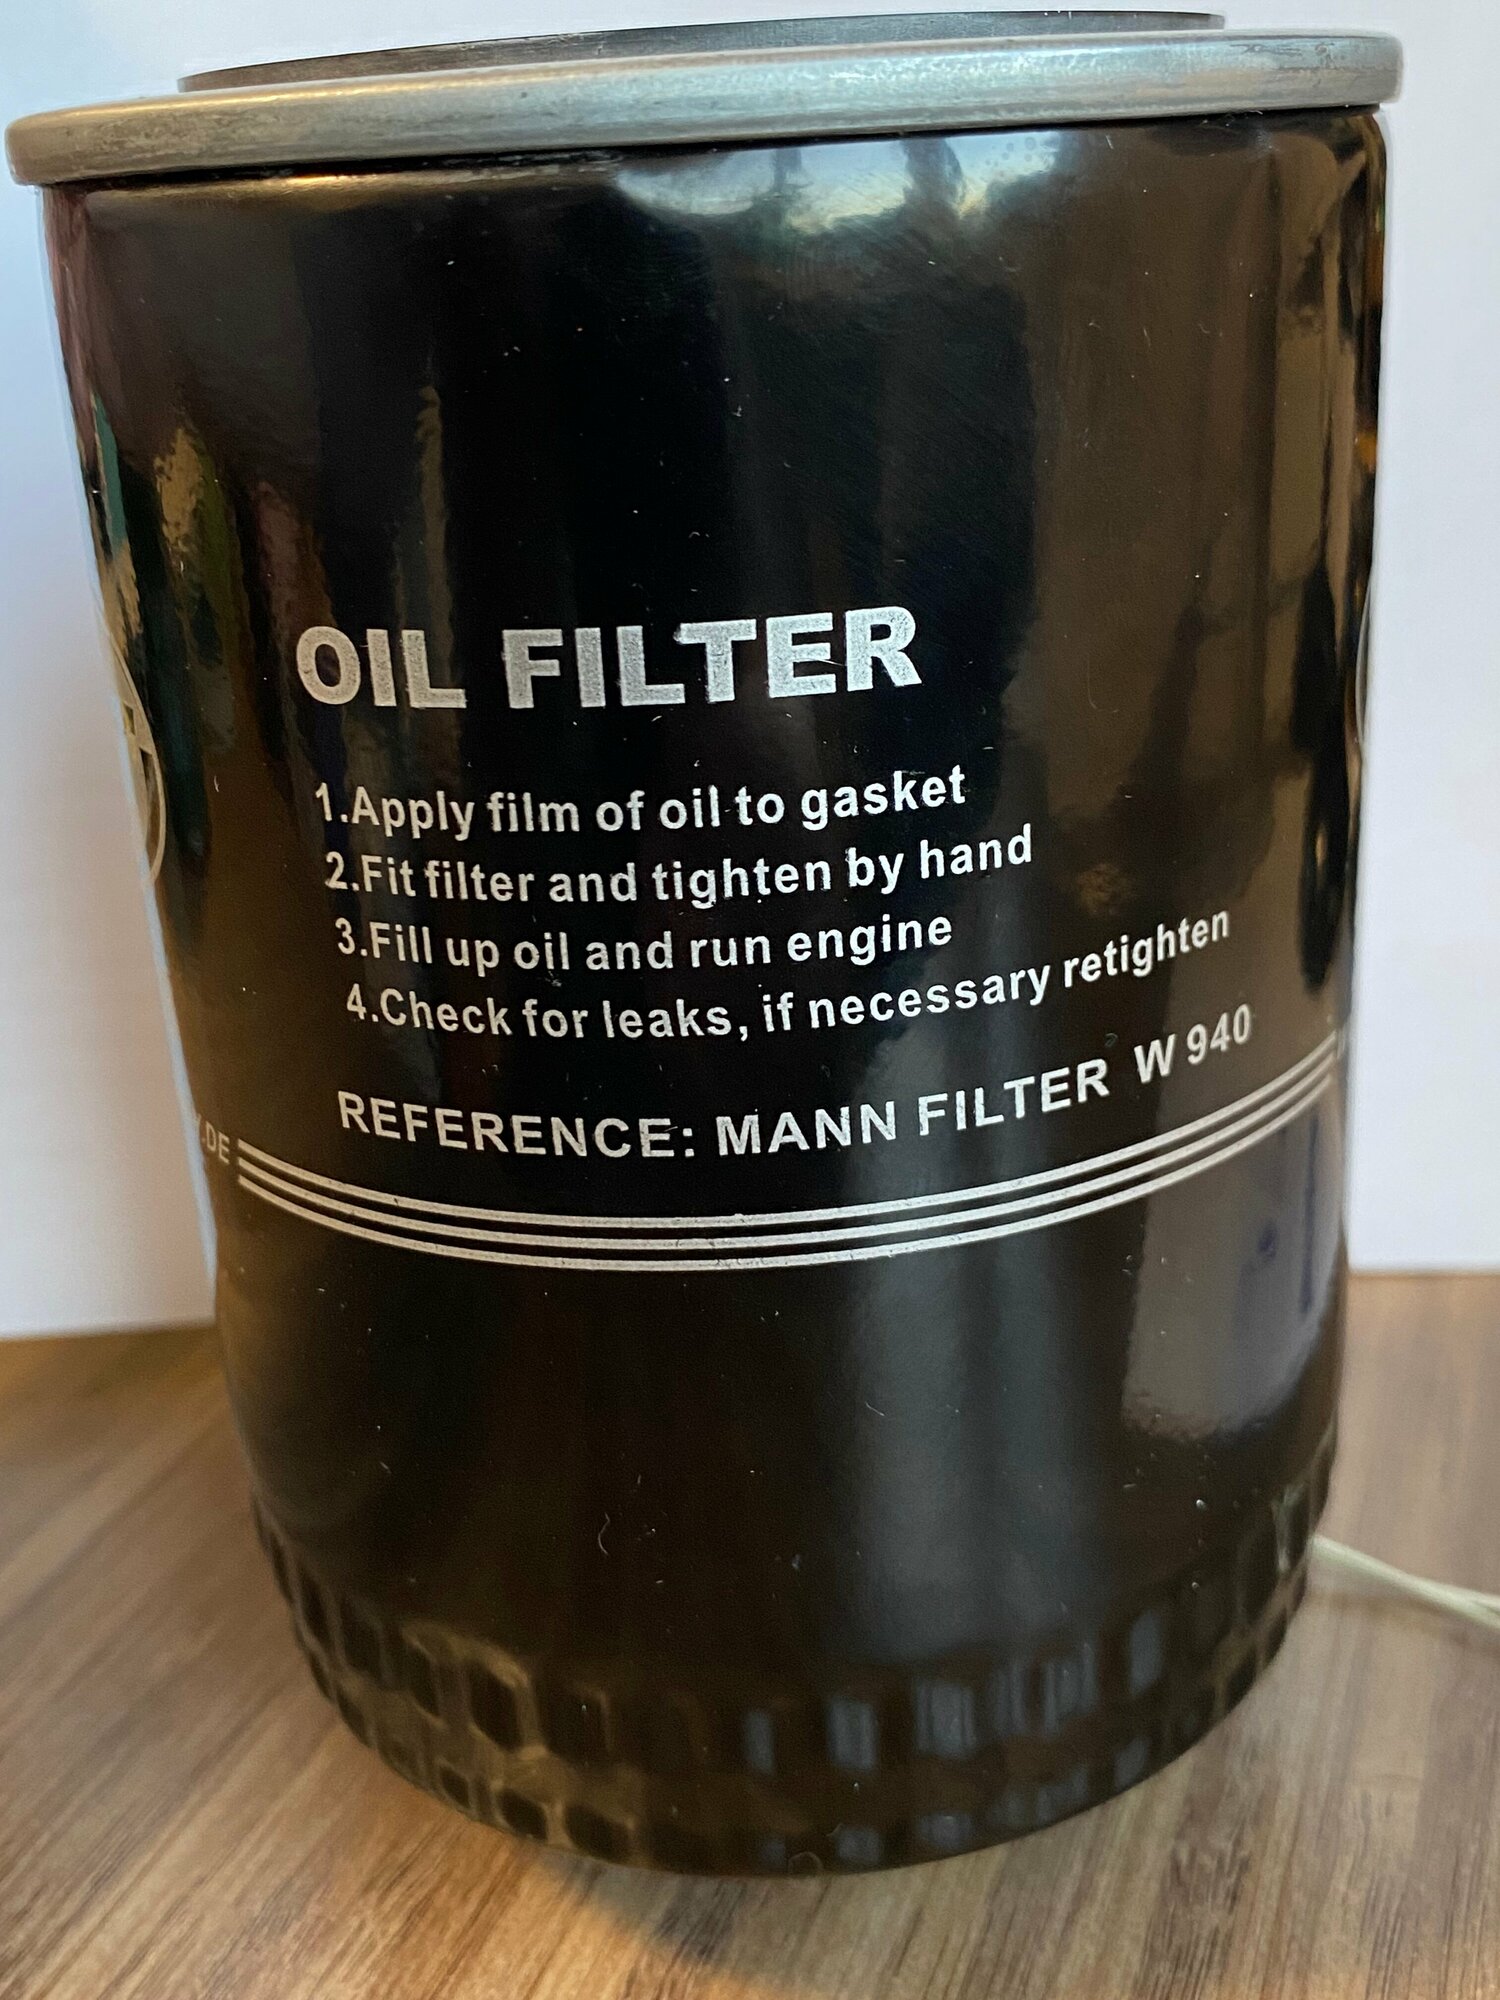 OIL FILTER
1.Apply film of oil to gasket
2.Fit filter and tighten by hand
3.Fill up oil and run engine
4.Check for leaks, if necessary retighten
REFERENCE: MANN FILTER W 940
.DE